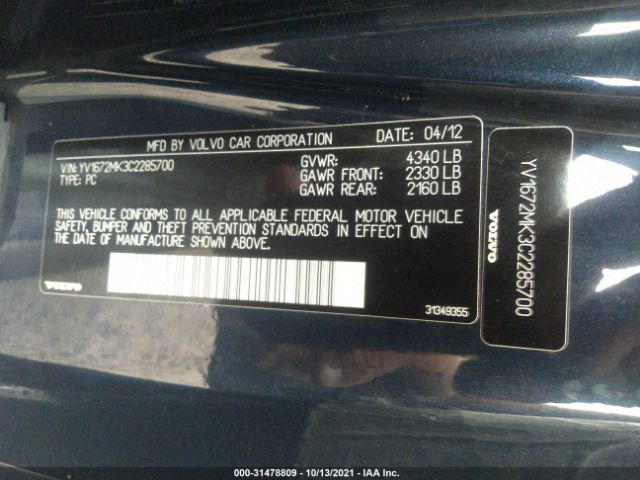 MFD BY VOLVO CAR CORPORATION DATE: 04/12
VIN: YV1672MK3C2285700
TYPE: PC
GVWR: 4340 LB
GAWR FRONT: 2330 LB
GAWR REAR: 2160 LB
THIS VEHICLE CONFORMS TO ALL APPLICABLE FEDERAL MOTOR VEHICLE
SAFETY, BUMPER AND THEFT PREVENTION STANDARDS IN EFFECT ON
THE DATE OF MANUFACTURE SHOWN ABOVE.
VOLVO
31349355
YV1672MK3C2285700
VOLVO
000-31478809 - 10/13/2021 - IAA Inc.